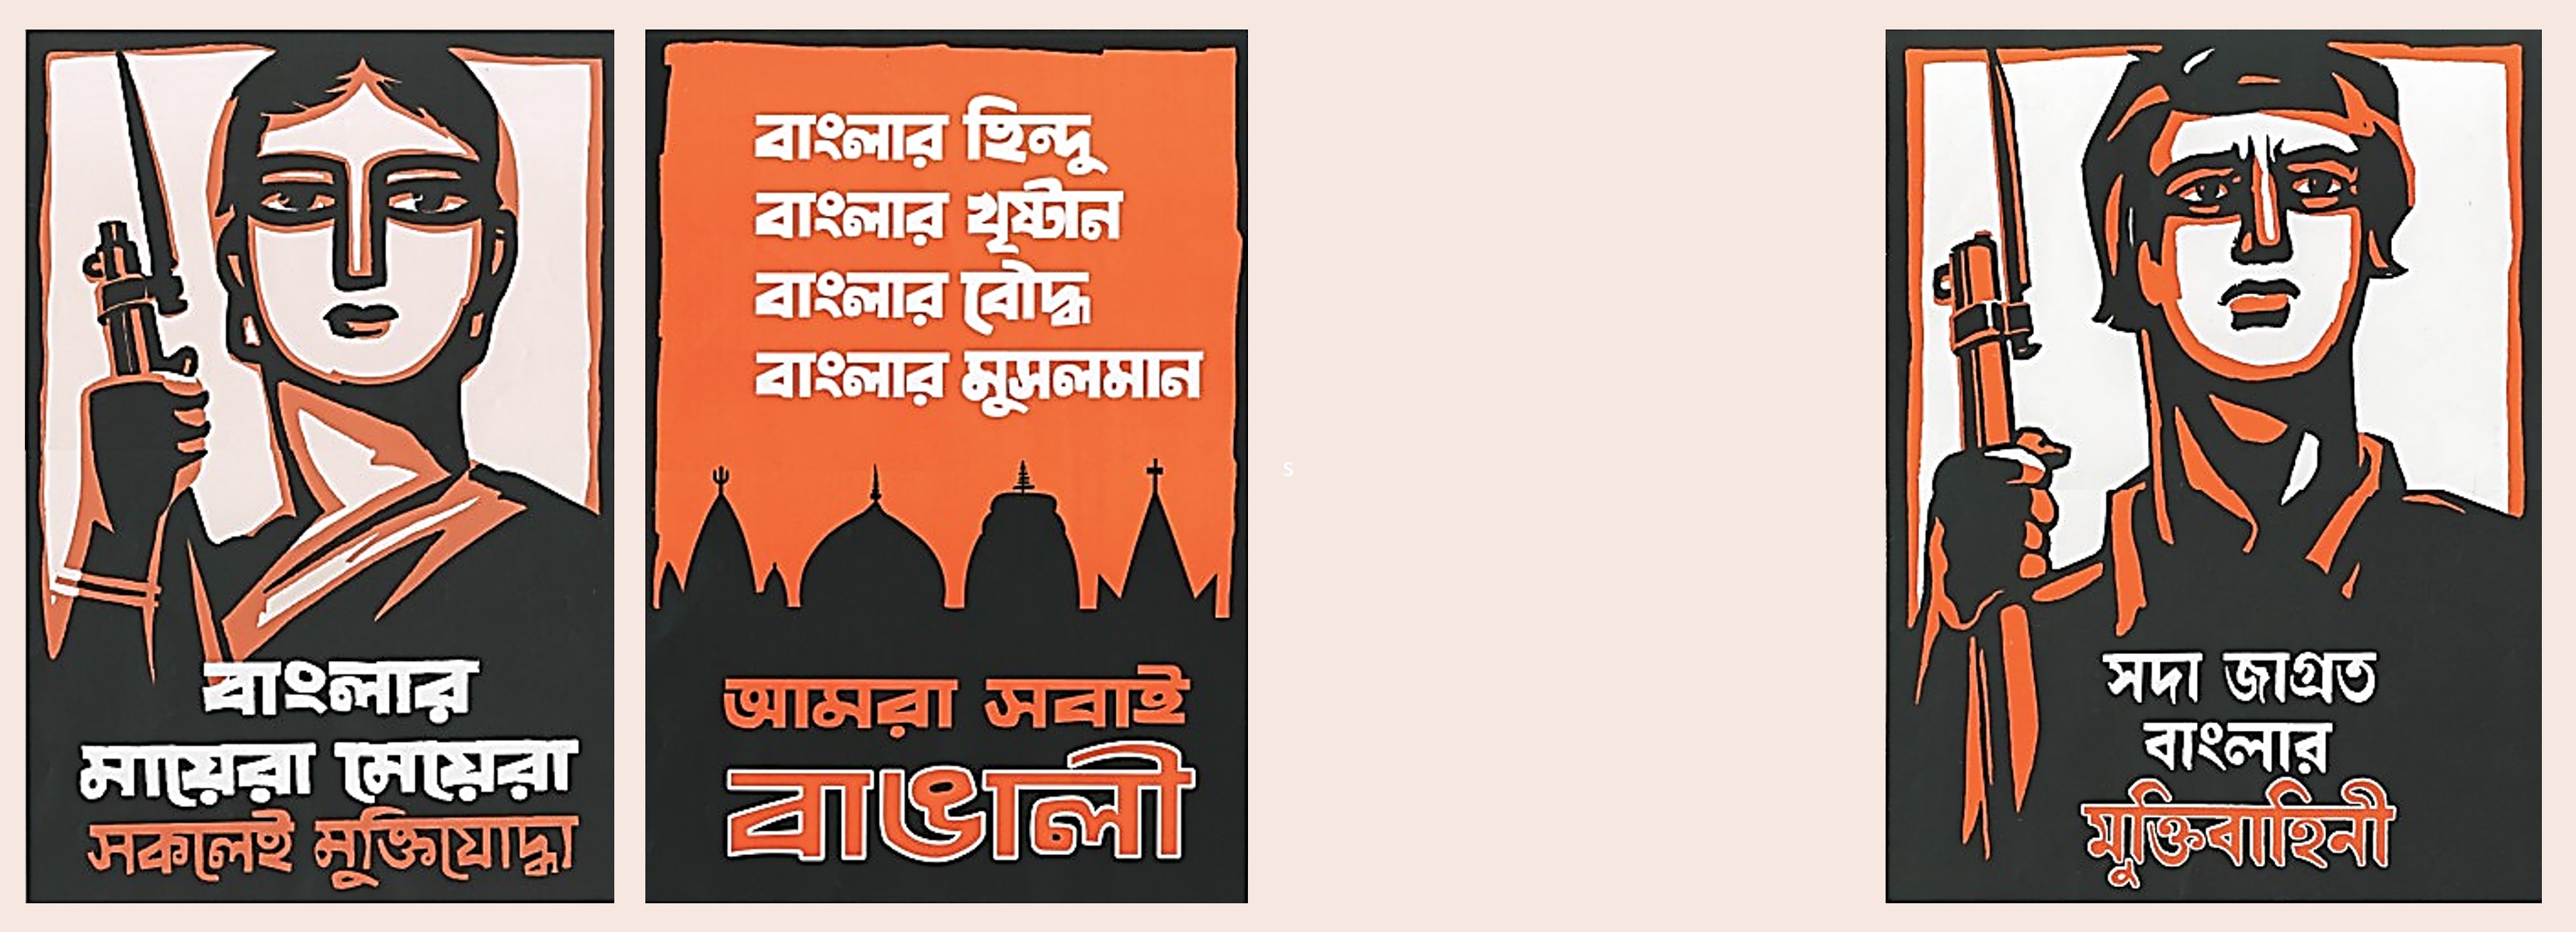 বাংলার
মায়েরা মেয়েরা
সকলেই মুক্তিযোদ্ধা
বাংলার হিন্দু
বাংলার খৃষ্টান
বাংলার বৌদ্ধ
বাংলার মুসলমান
আমরা সবাই
বাঙালী
s
সদা জাগ্রত
বাংলার
মুক্তিবাহিনী